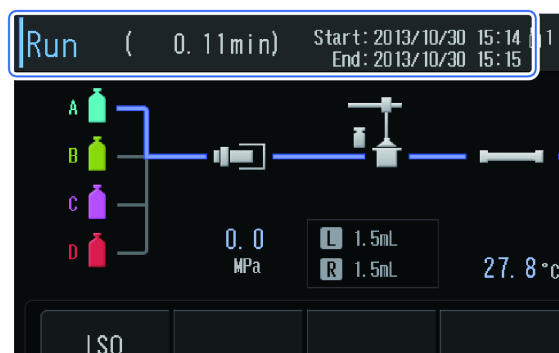 Run ( 0.11min) Start:2013/10/30 15:14 1
End:2013/10/30 15:15
A
B
C
D
0.0
MPa
L 1.5mL
R 1.5mL
27.8°C
LSO